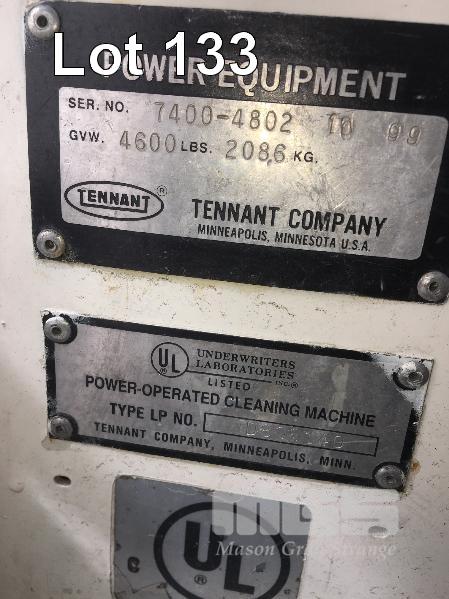 Lot 133
POWER EQUIPMENT
SER. NO. 7400-4802 10 99
GVW. 4600 LBS. 2086 KG.
TENNANT ®
TENNANT COMPANY
MINNEAPOLIS, MINNESOTA U.S.A.
UL
UNDERWRITERS
LABORATORIES
INC.®
LISTED
POWER-OPERATED CLEANING MACHINE
TYPE LP NO.
TENNANT COMPANY, MINNEAPOLIS, MINN.
MGS
Mason Gray Strange
C UL